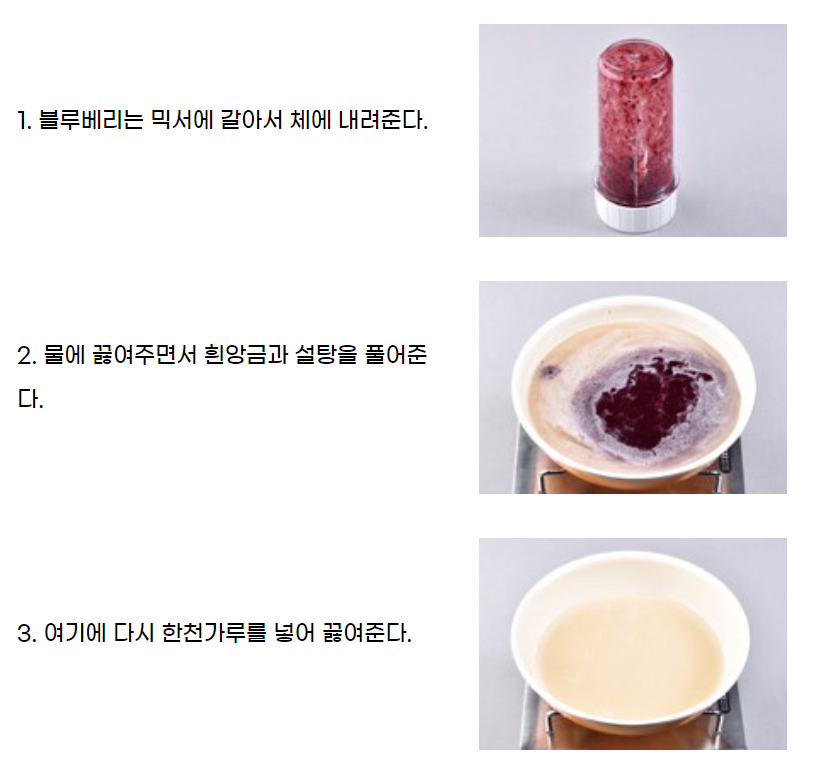 1. 블루베리는 믹서에 갈아서 체에 내려준다.
2. 물에 끓여주면서 흰앙금과 설탕을 풀어준
다.
3. 여기에 다시 한천가루를 넣어 끓여준다.